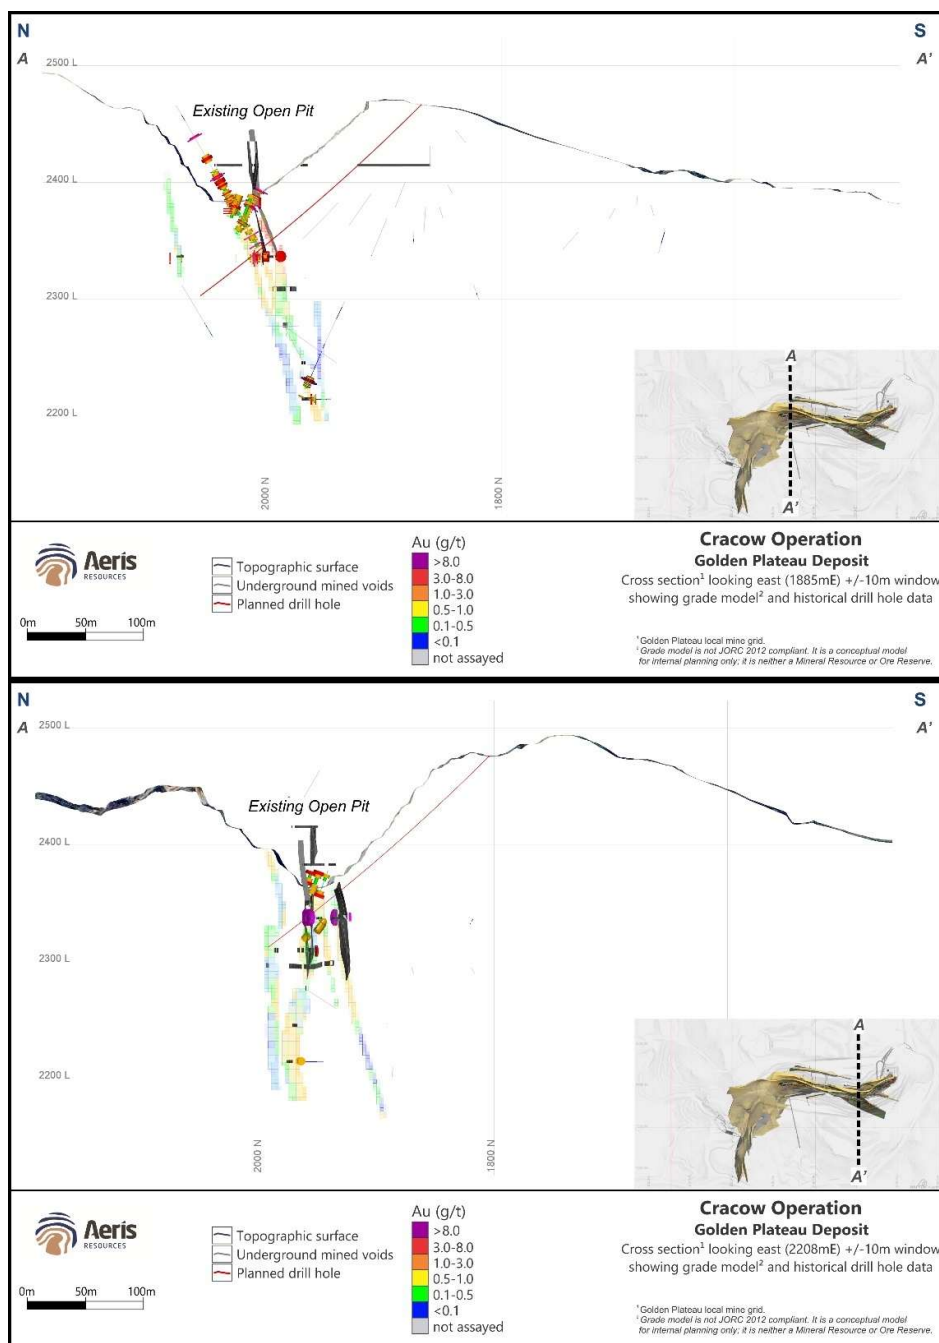 N
S
A
A'
2500 L
Existing Open Pit
2400 L
2300 L
2200 L
2000 N
1800 N
A
A'
Aeris
RESOURCES
0m 50m 100m
Topographic surface
Underground mined voids
Planned drill hole
Au (g/t)
>8.0
3.0-8.0
1.0-3.0
0.5-1.0
0.1-0.5
<0.1
not assayed
Cracow Operation
Golden Plateau Deposit
Cross section¹ looking east (1885mE) +/-10m window
showing grade model² and historical drill hole data
¹ Golden Plateau local mine grid.
² Grade model is not JORC 2012 compliant. It is a conceptual model
for internal planning only; it is neither a Mineral Resource or Ore Reserve.
N
S
A
A'
2500 L
Existing Open Pit
2400 L
2300 L
2200 L
2000 N
1800 N
A
A'
Aeris
RESOURCES
0m 50m 100m
Topographic surface
Underground mined voids
Planned drill hole
Au (g/t)
>8.0
3.0-8.0
1.0-3.0
0.5-1.0
0.1-0.5
<0.1
not assayed
Cracow Operation
Golden Plateau Deposit
Cross section¹ looking east (2208mE) +/-10m window
showing grade model² and historical drill hole data
¹ Golden Plateau local mine grid.
² Grade model is not JORC 2012 compliant. It is a conceptual model
for internal planning only; it is neither a Mineral Resource or Ore Reserve.